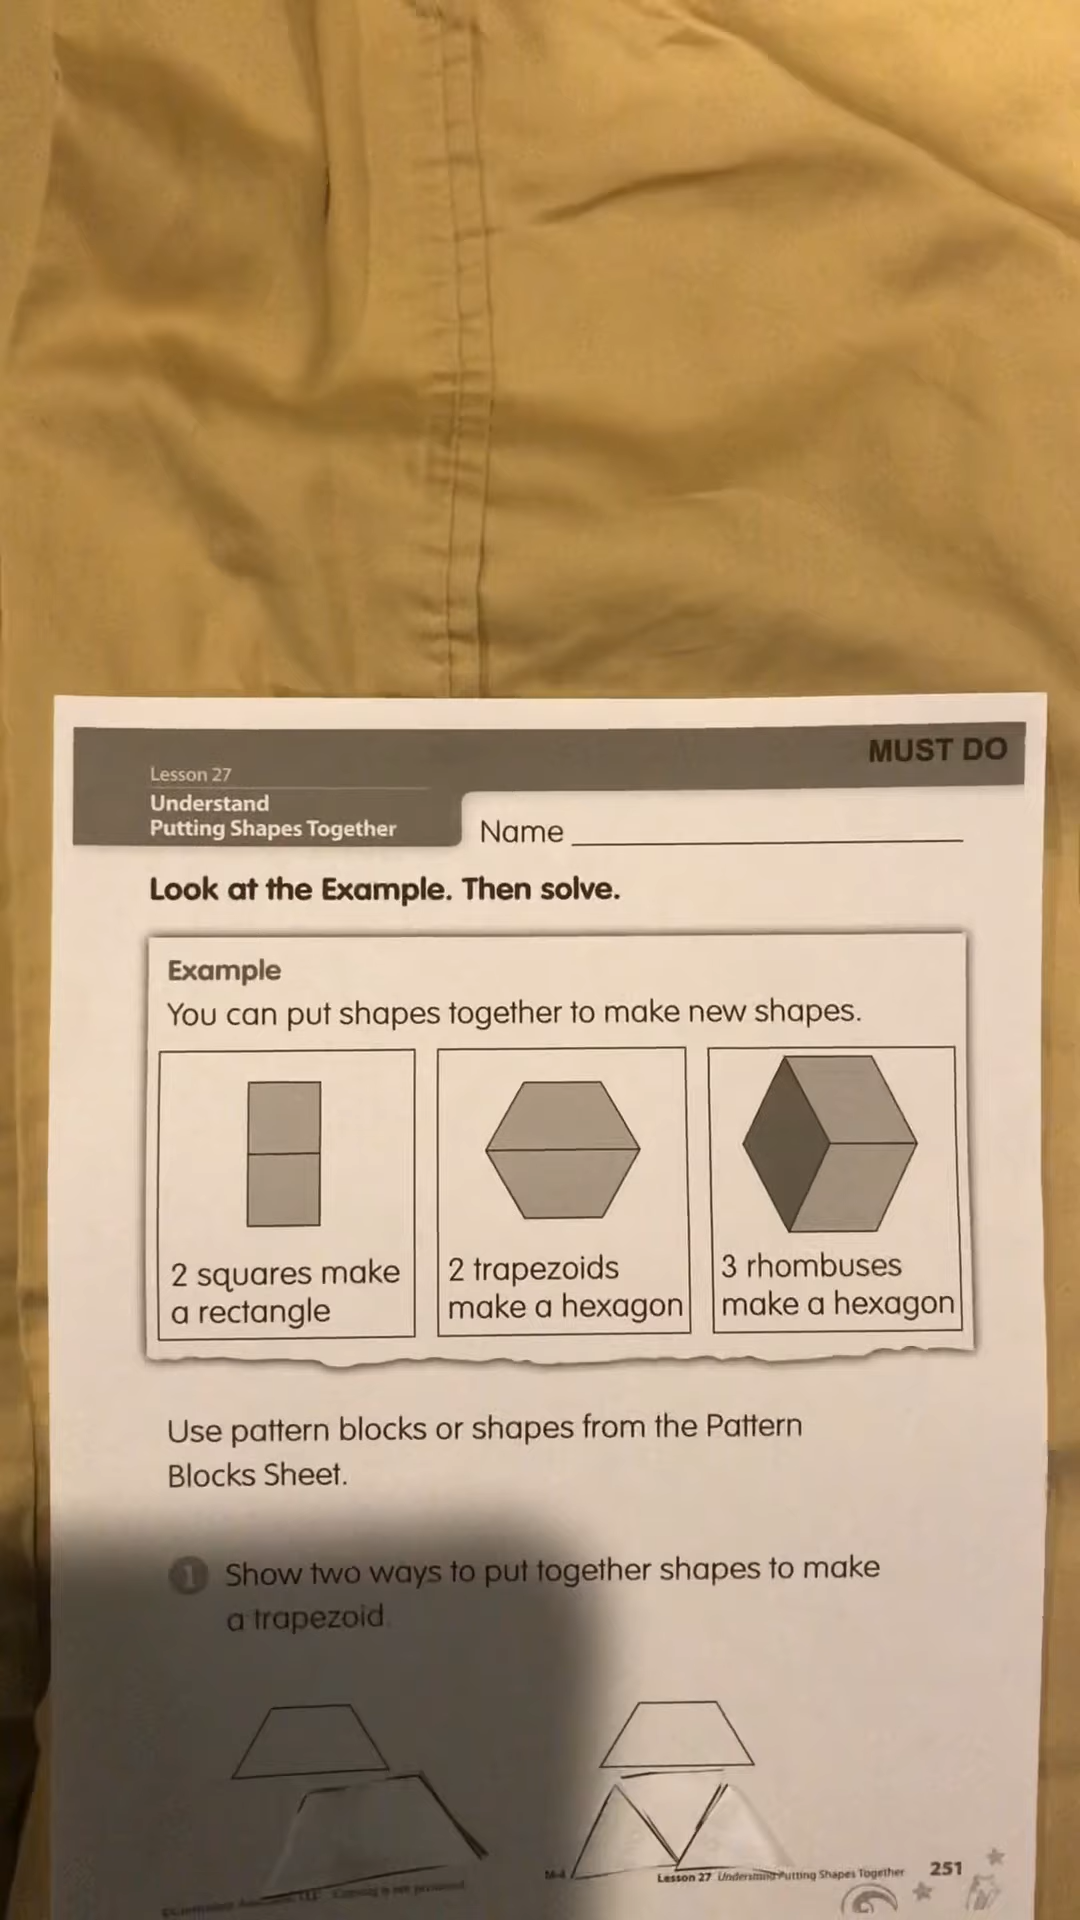 MUST DO
Lesson 27
Understand
Putting Shapes Together
Name
Look at the Example. Then solve.
Example
You can put shapes together to make new shapes.
2 squares make
a rectangle
2 trapezoids
make a hexagon
3 rhombuses
make a hexagon
Use pattern blocks or shapes from the Pattern
Blocks Sheet.
1 Show two ways to put together shapes to make
a trapezoid.
Lesson 27 Understand Putting Shapes Together 251